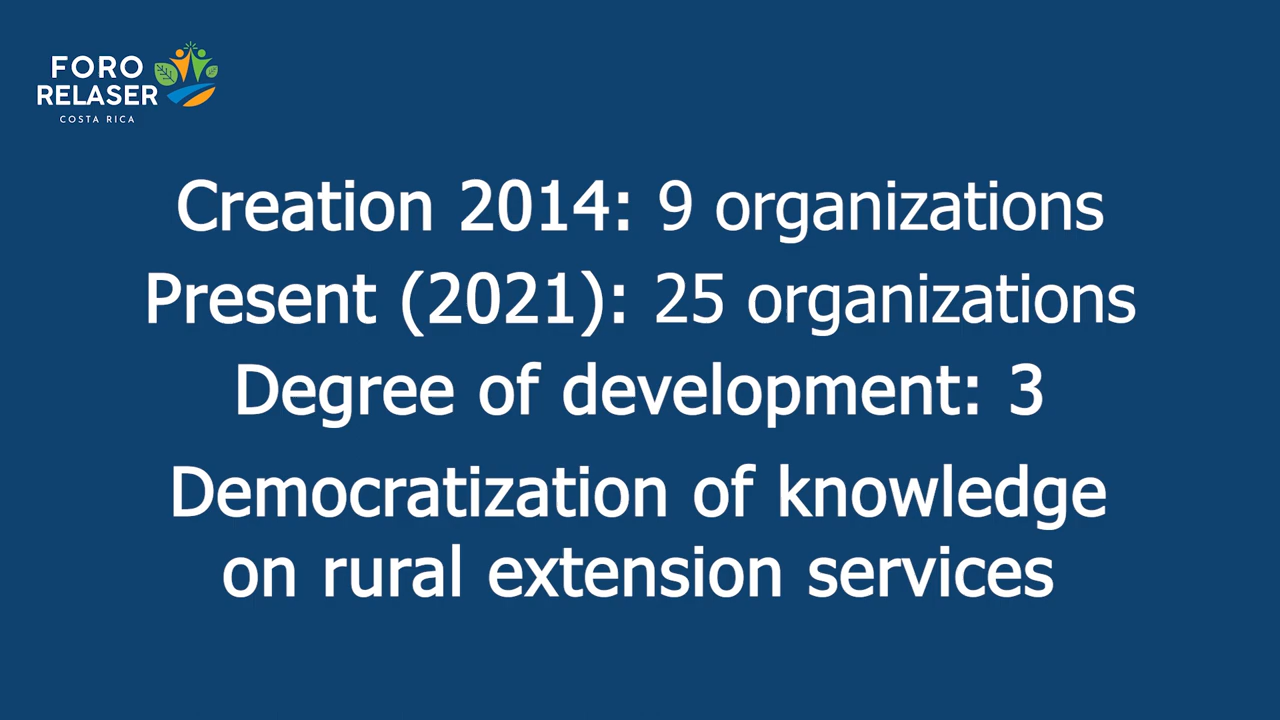 FORO
RELASER
COSTA RICA
Creation 2014: 9 organizations
Present (2021): 25 organizations
Degree of development: 3
Democratization of knowledge
on rural extension services